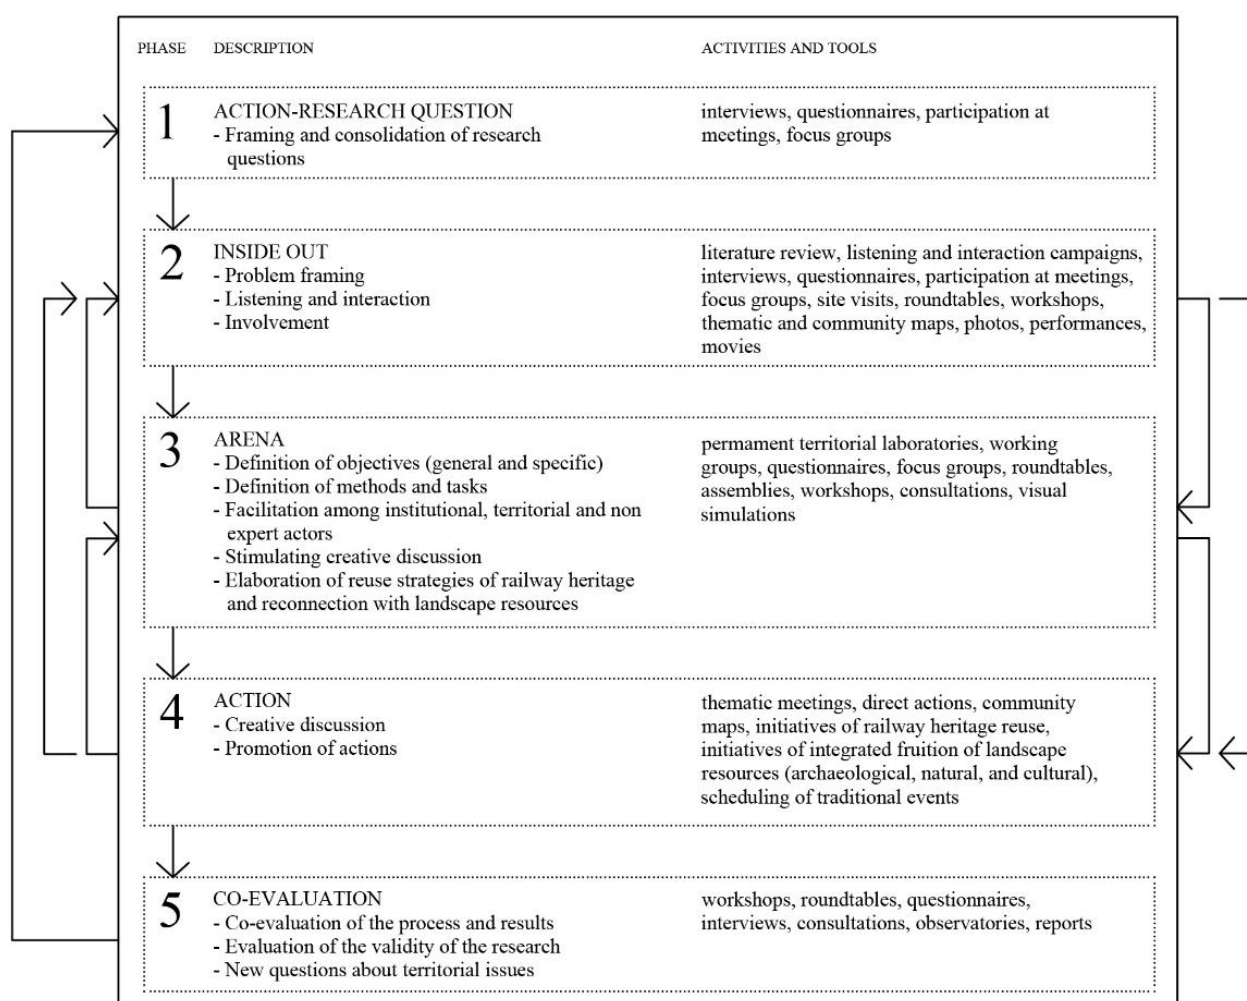 PHASE DESCRIPTION ACTIVITIES AND TOOLS
1 ACTION-RESEARCH QUESTION
- Framing and consolidation of research
questions
interviews, questionnaires, participation at
meetings, focus groups
2 INSIDE OUT
- Problem framing
- Listening and interaction
- Involvement
literature review, listening and interaction campaigns,
interviews, questionnaires, participation at meetings,
focus groups, site visits, roundtables, workshops,
thematic and community maps, photos, performances,
movies
3 ARENA
- Definition of objectives (general and specific)
- Definition of methods and tasks
- Facilitation among institutional, territorial and non
expert actors
- Stimulating creative discussion
- Elaboration of reuse strategies of railway heritage
and reconnection with landscape resources
permament territorial laboratories, working
groups, questionnaires, focus groups, roundtables,
assemblies, workshops, consultations, visual
simulations
4 ACTION
- Creative discussion
- Promotion of actions
thematic meetings, direct actions, community
maps, initiatives of railway heritage reuse,
initiatives of integrated fruition of landscape
resources (archaeological, natural, and cultural),
scheduling of traditional events
5 CO-EVALUATION
- Co-evaluation of the process and results
- Evaluation of the validity of the research
- New questions about territorial issues
workshops, roundtables, questionnaires,
interviews, consultations, observatories, reports